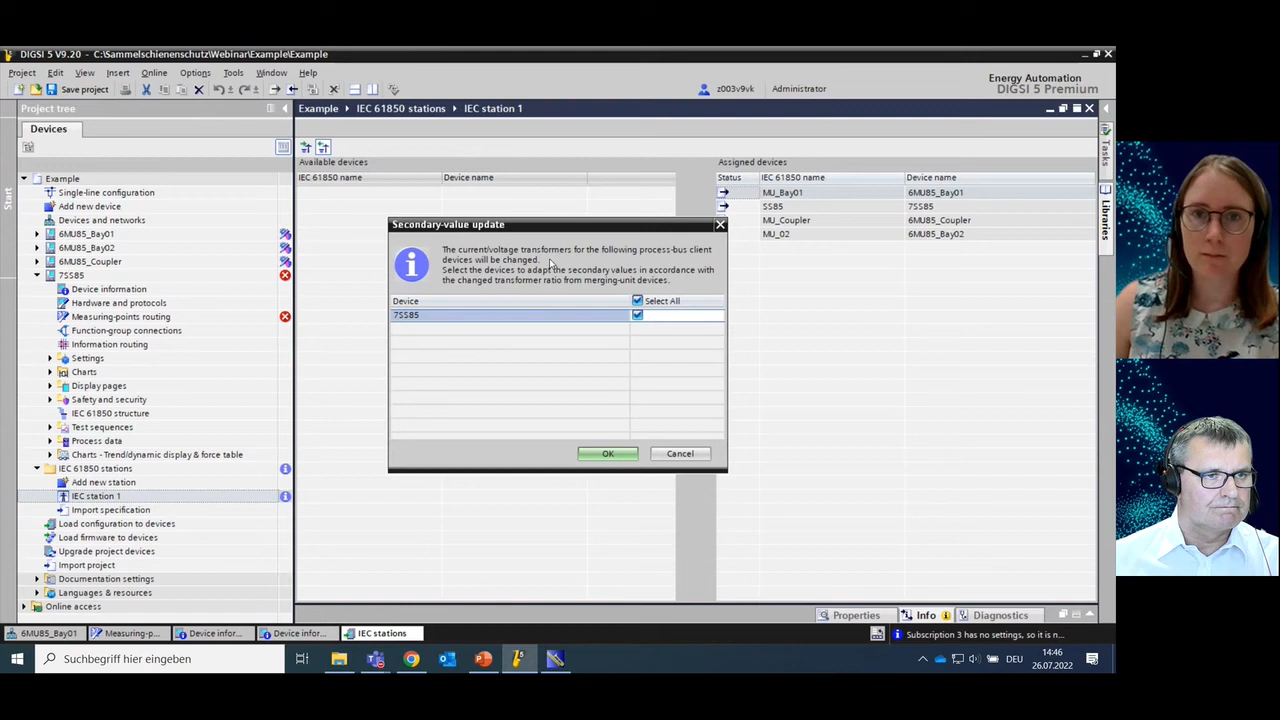 DIGSI 5 V9.20 - C:\Sammelschienenschutz\Webinar\Example\Example
Project Edit View Insert Online Options Tools Window Help
Energy Automation
DIGSI 5 Premium
Save project
z003v9vk Administrator
Project tree
Example IEC 61850 stations IEC station 1
Devices
Start
Tasks
Libraries
Available devices
Assigned devices
IEC 61850 name Device name
Status IEC 61850 name Device name
MU_Bay01 6MU85_Bay01
SS85 7SS85
MU_Coupler 6MU85_Coupler
MU_02 6MU85_Bay02
Example
Single-line configuration
Add new device
Devices and networks
6MU85_Bay01
6MU85_Bay02
6MU85_Coupler
7SS85
Device information
Hardware and protocols
Measuring-points routing
Function-group connections
Information routing
Settings
Charts
Display pages
Safety and security
IEC 61850 structure
Test sequences
Process data
Charts - Trend/dynamic display & force table
IEC 61850 stations
Add new station
IEC station 1
Import specification
Load configuration to devices
Load firmware to devices
Upgrade project devices
Import project
Documentation settings
Languages & resources
Online access
Secondary-value update
The current/voltage transformers for the following process-bus client
devices will be changed.
Select the devices to adapt the secondary values in accordance with
the changed transformer ratio from merging-unit devices.
Device Select All
7SS85
OK Cancel
Properties Info Diagnostics
6MU85_Bay01 Measuring-p... Device infor... Device infor... IEC stations
Subscription 3 has no settings, so it is n...
Suchbegriff hier eingeben
DEU
14:46
26.07.2022